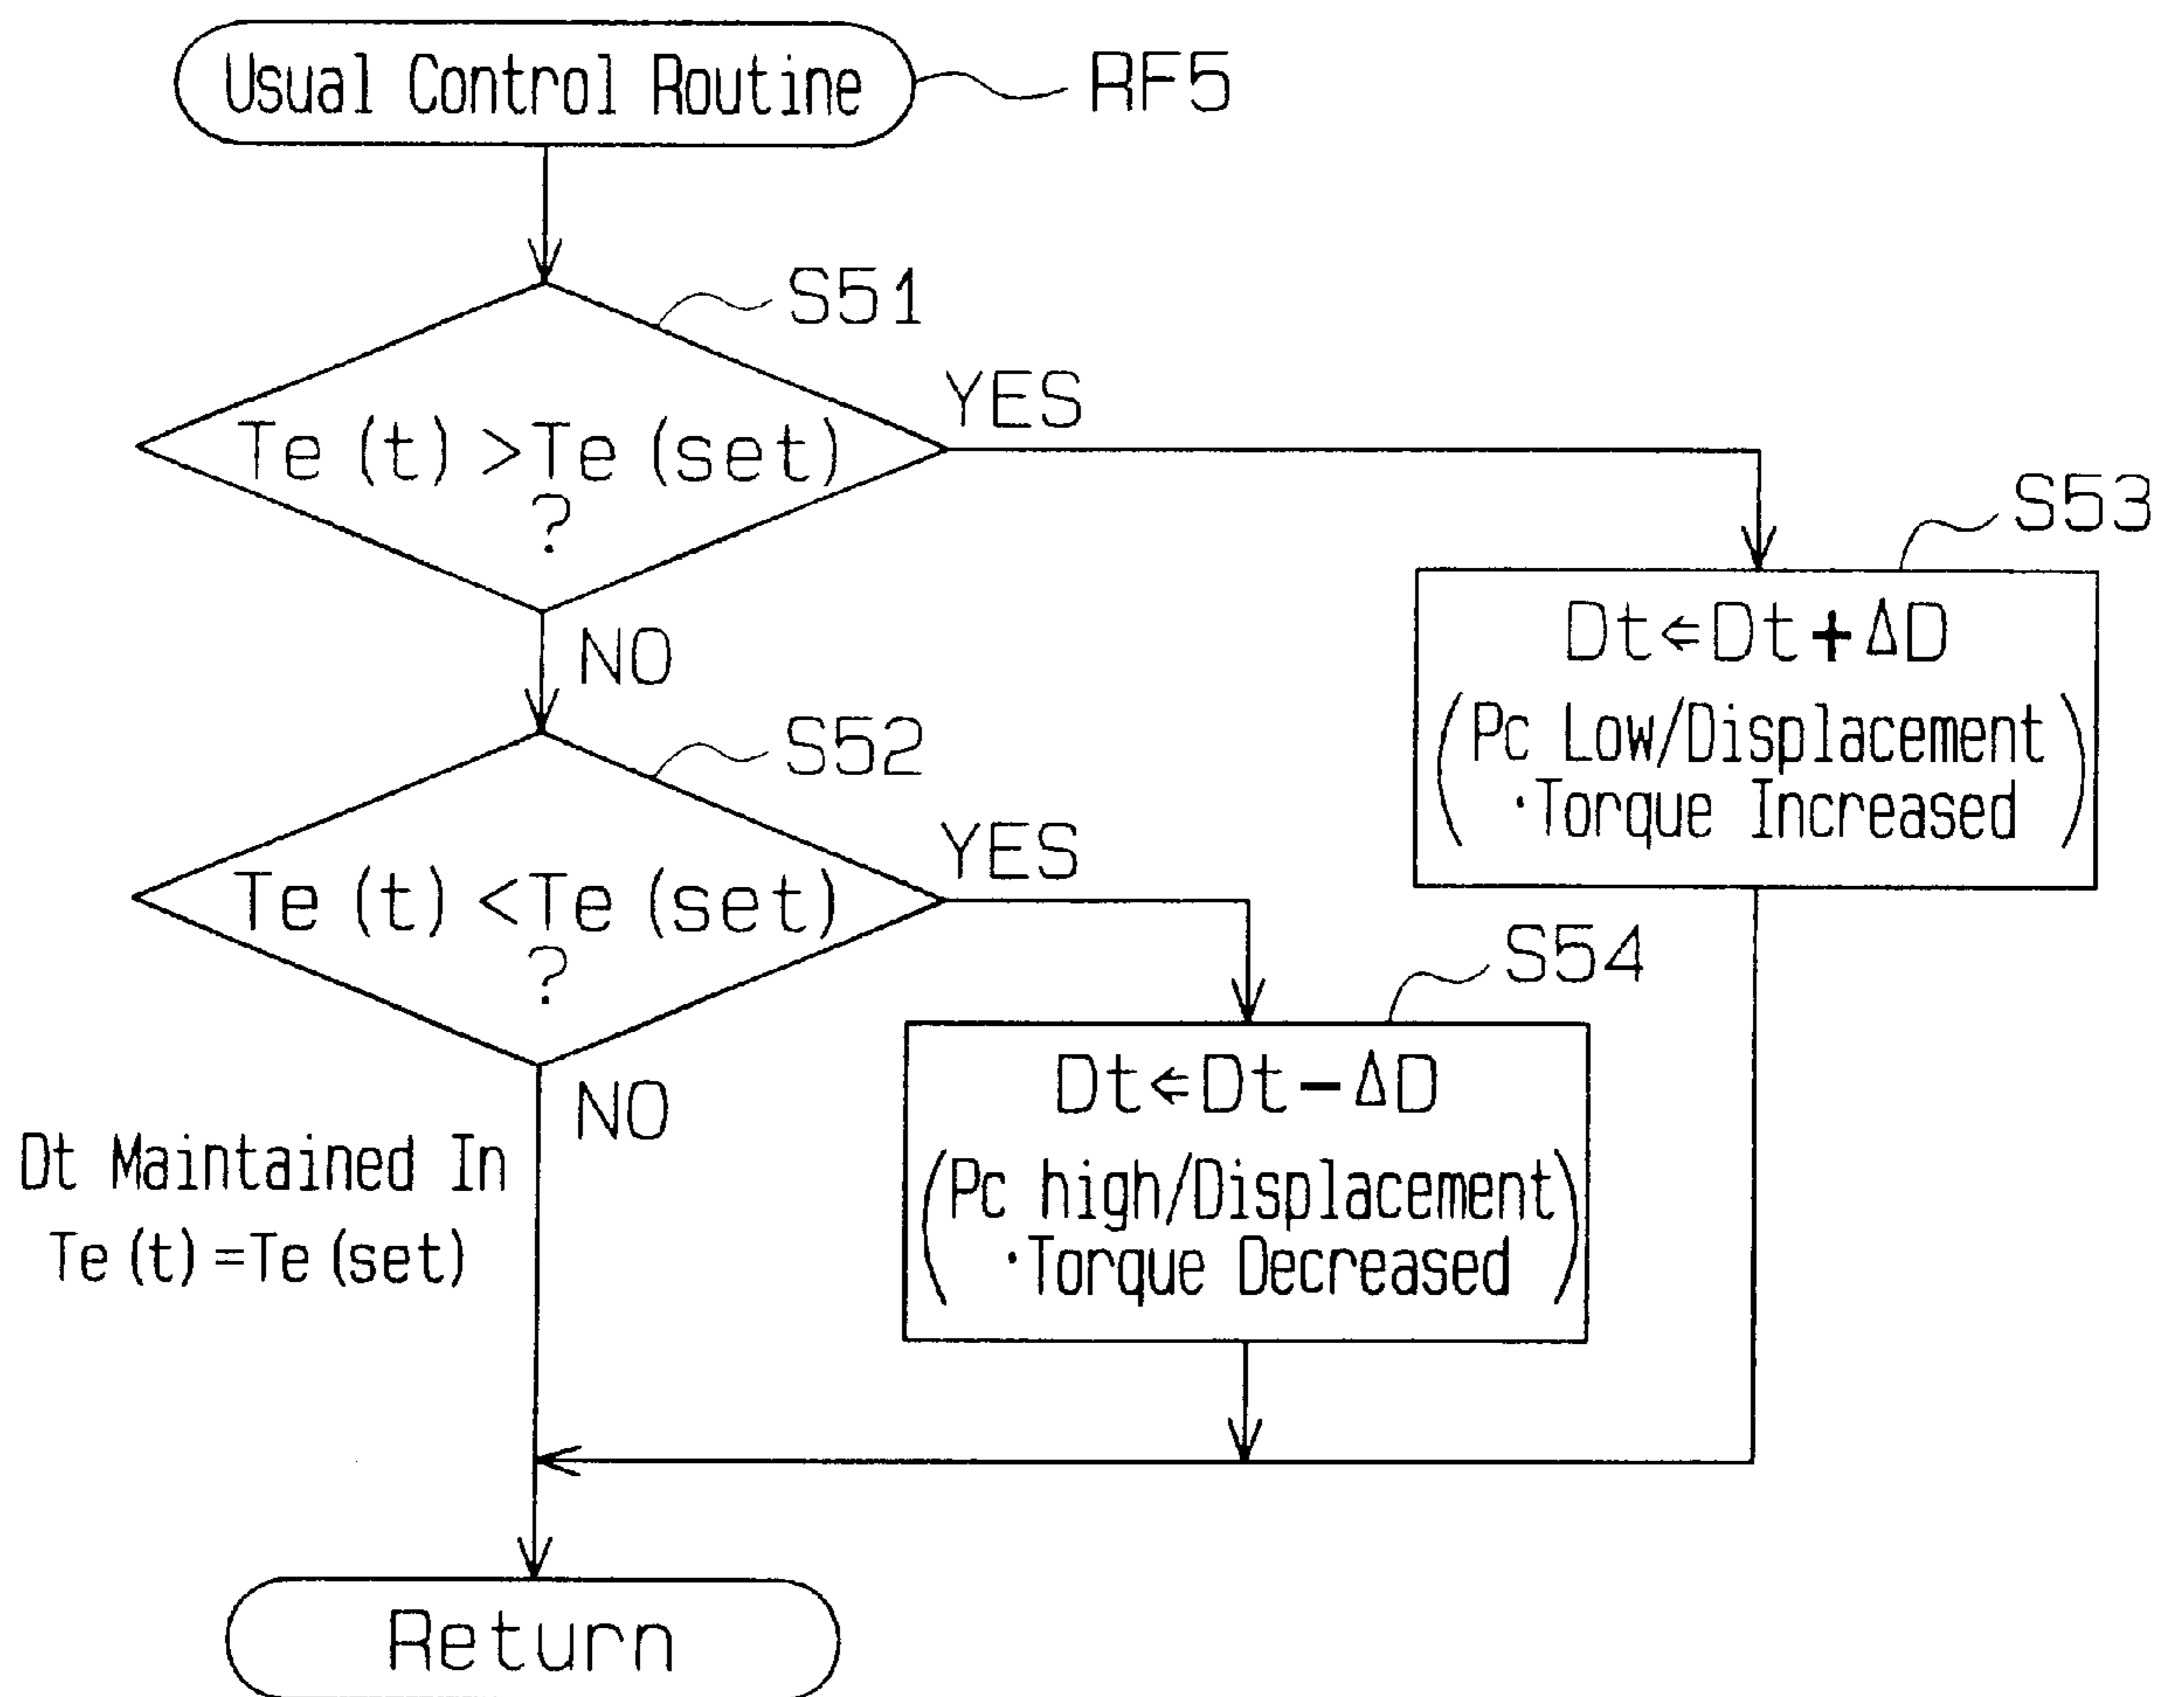 Usual Control Routine
RF5
S51
Te (t) >Te (set)
?
YES
NO
S53
Dt⇐Dt+ΔD
(Pc Low/Displacement
·Torque Increased)
S52
Te (t) <Te (set)
?
YES
NO
S54
Dt⇐Dt−ΔD
(Pc high/Displacement
·Torque Decreased)
Dt Maintained In
Te (t) =Te (set)
Return